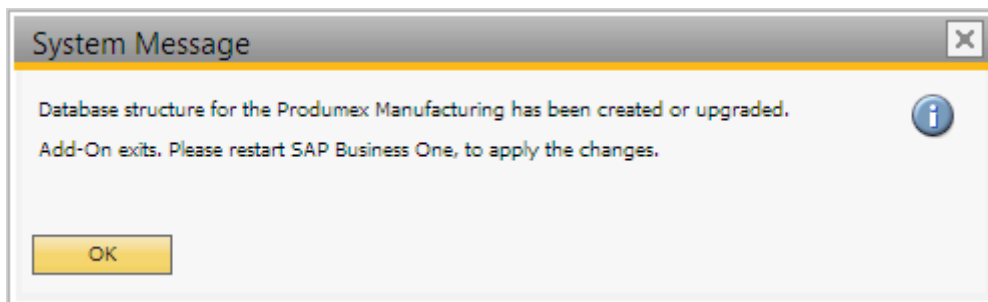 System Message
Database structure for the Produmex Manufacturing has been created or upgraded.
Add-On exits. Please restart SAP Business One, to apply the changes.
OK